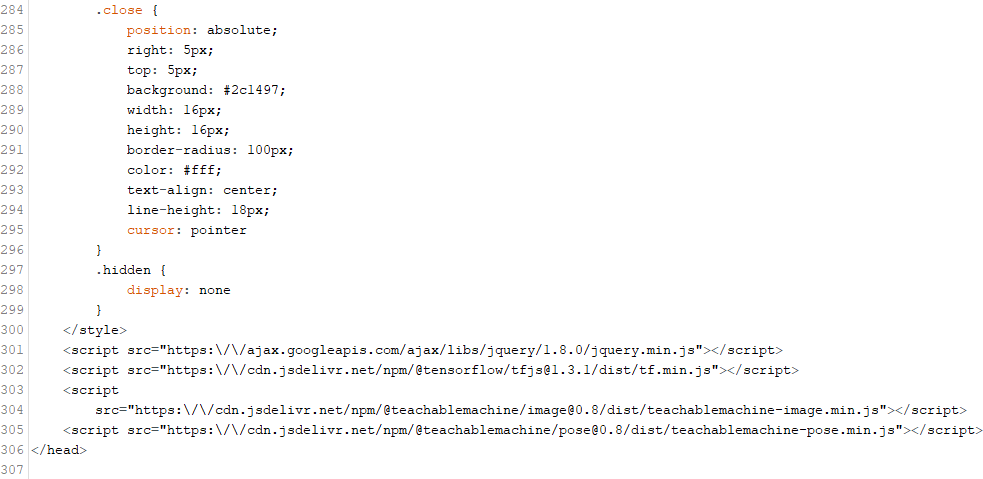 284 .close {
285 position: absolute;
286 right: 5px;
287 top: 5px;
288 background: #2c1497;
289 width: 16px;
290 height: 16px;
291 border-radius: 100px;
292 color: #fff;
293 text-align: center;
294 line-height: 18px;
295 cursor: pointer
296 }
297 .hidden {
298 display: none
299 }
300 </style>
301 <script src="https:\/\/ajax.googleapis.com/ajax/libs/jquery/1.8.0/jquery.min.js"></script>
302 <script src="https:\/\/cdn.jsdelivr.net/npm/@tensorflow/tfjs@1.3.1/dist/tf.min.js"></script>
303 <script
304 src="https:\/\/cdn.jsdelivr.net/npm/@teachablemachine/image@0.8/dist/teachablemachine-image.min.js"></script>
305 <script src="https:\/\/cdn.jsdelivr.net/npm/@teachablemachine/pose@0.8/dist/teachablemachine-pose.min.js"></script>
306 </head>
307